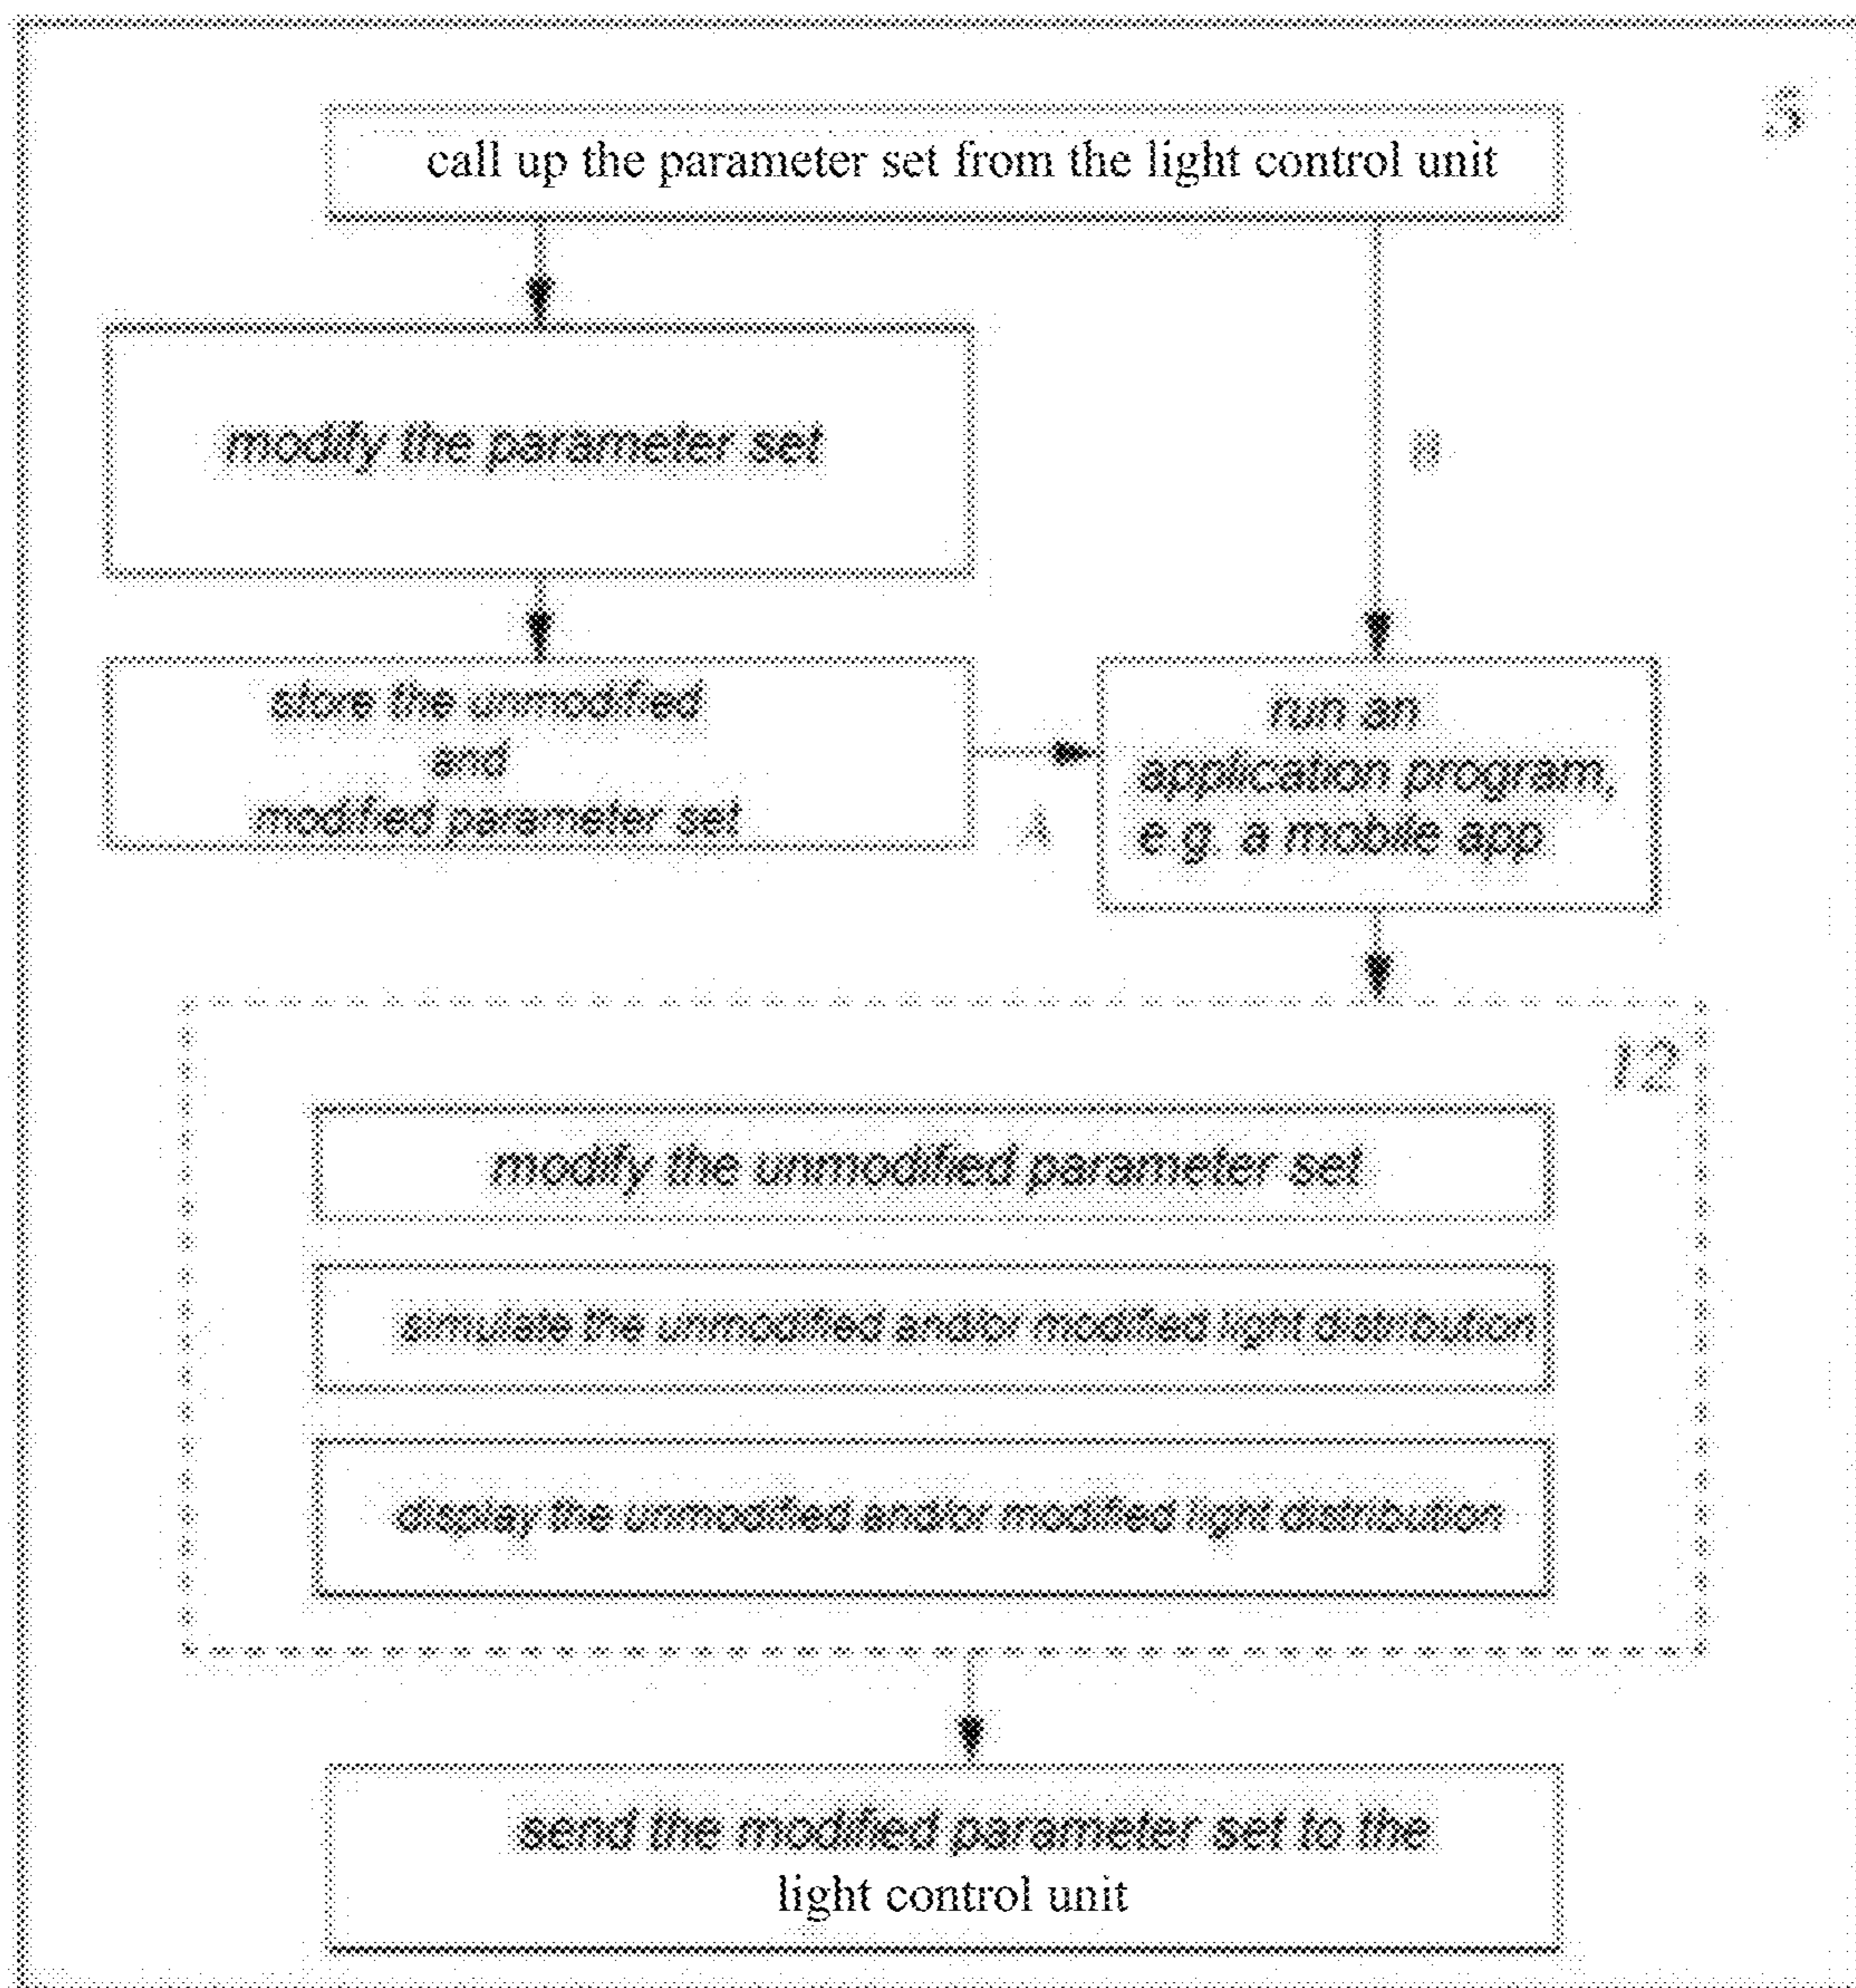 5
call up the parameter set from the light control unit
modify the parameter set
B
store the unmodified
and
modified parameter set
A
run an
application program,
e.g. a mobile app
12
modify the unmodified parameter set
simulate the unmodified and/or modified light distribution
display the unmodified and/or modified light distribution
send the modified parameter set to the
light control unit